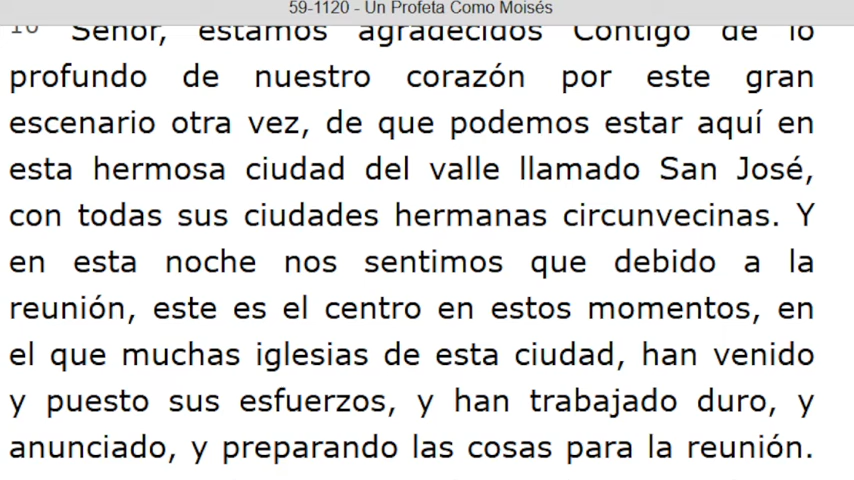 59-1120 - Un Profeta Como Moisés
10 Señor, estamos agradecidos Contigo de lo
profundo de nuestro corazón por este gran
escenario otra vez, de que podemos estar aquí en
esta hermosa ciudad del valle llamado San José,
con todas sus ciudades hermanas circunvecinas. Y
en esta noche nos sentimos que debido a la
reunión, este es el centro en estos momentos, en
el que muchas iglesias de esta ciudad, han venido
y puesto sus esfuerzos, y han trabajado duro, y
anunciado, y preparando las cosas para la reunión.